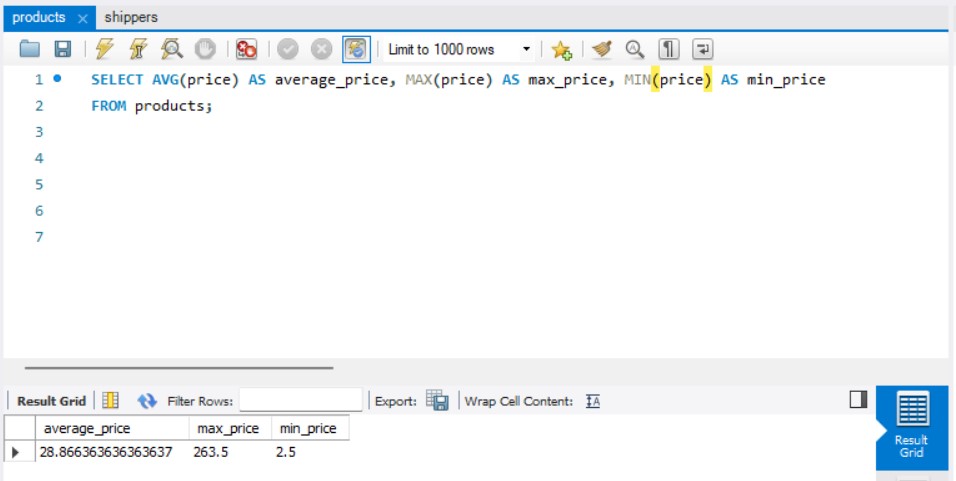 products shippers
Limit to 1000 rows
1 SELECT AVG(price) AS average_price, MAX(price) AS max_price, MIN(price) AS min_price
2 FROM products;
3
4
5
6
7
Result Grid Filter Rows: Export: Wrap Cell Content:
average_price max_price min_price
28.866363636363637 263.5 2.5
Result
Grid